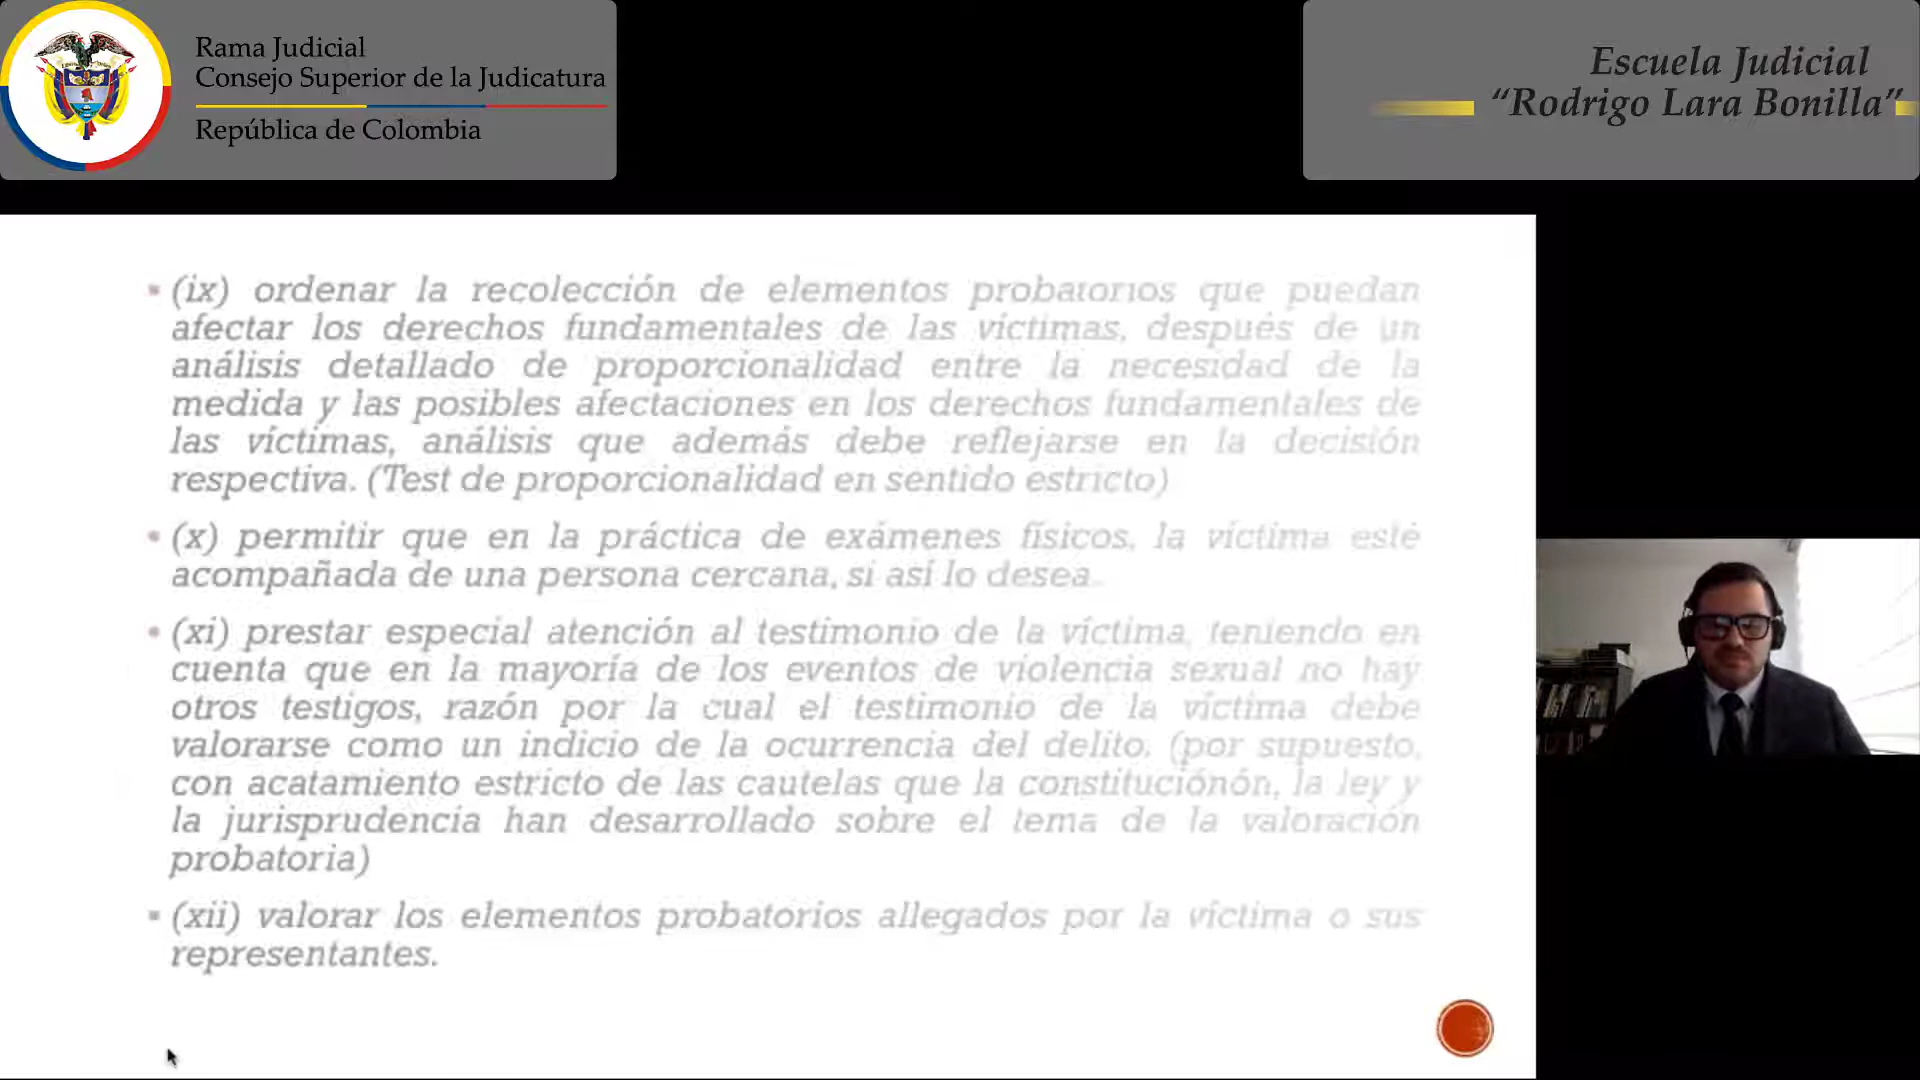 Rama Judicial
Consejo Superior de la Judicatura
República de Colombia
Escuela Judicial
“Rodrigo Lara Bonilla”
▪ (ix) ordenar la recolección de elementos probatorios que puedan
afectar los derechos fundamentales de las víctimas, después de un
análisis detallado de proporcionalidad entre la necesidad de la
medida y las posibles afectaciones en los derechos fundamentales de
las víctimas, análisis que además debe reflejarse en la decisión
respectiva. (Test de proporcionalidad en sentido estricto)
▪ (x) permitir que en la práctica de exámenes físicos, la víctima esté
acompañada de una persona cercana, si así lo desea.
▪ (xi) prestar especial atención al testimonio de la víctima, teniendo en
cuenta que en la mayoría de los eventos de violencia sexual no hay
otros testigos, razón por la cual el testimonio de la víctima debe
valorarse como un indicio de la ocurrencia del delito. (por supuesto,
con acatamiento estricto de las cautelas que la constituciónón, la ley y
la jurisprudencia han desarrollado sobre el tema de la valoración
probatoria)
▪ (xii) valorar los elementos probatorios allegados por la víctima o sus
representantes.